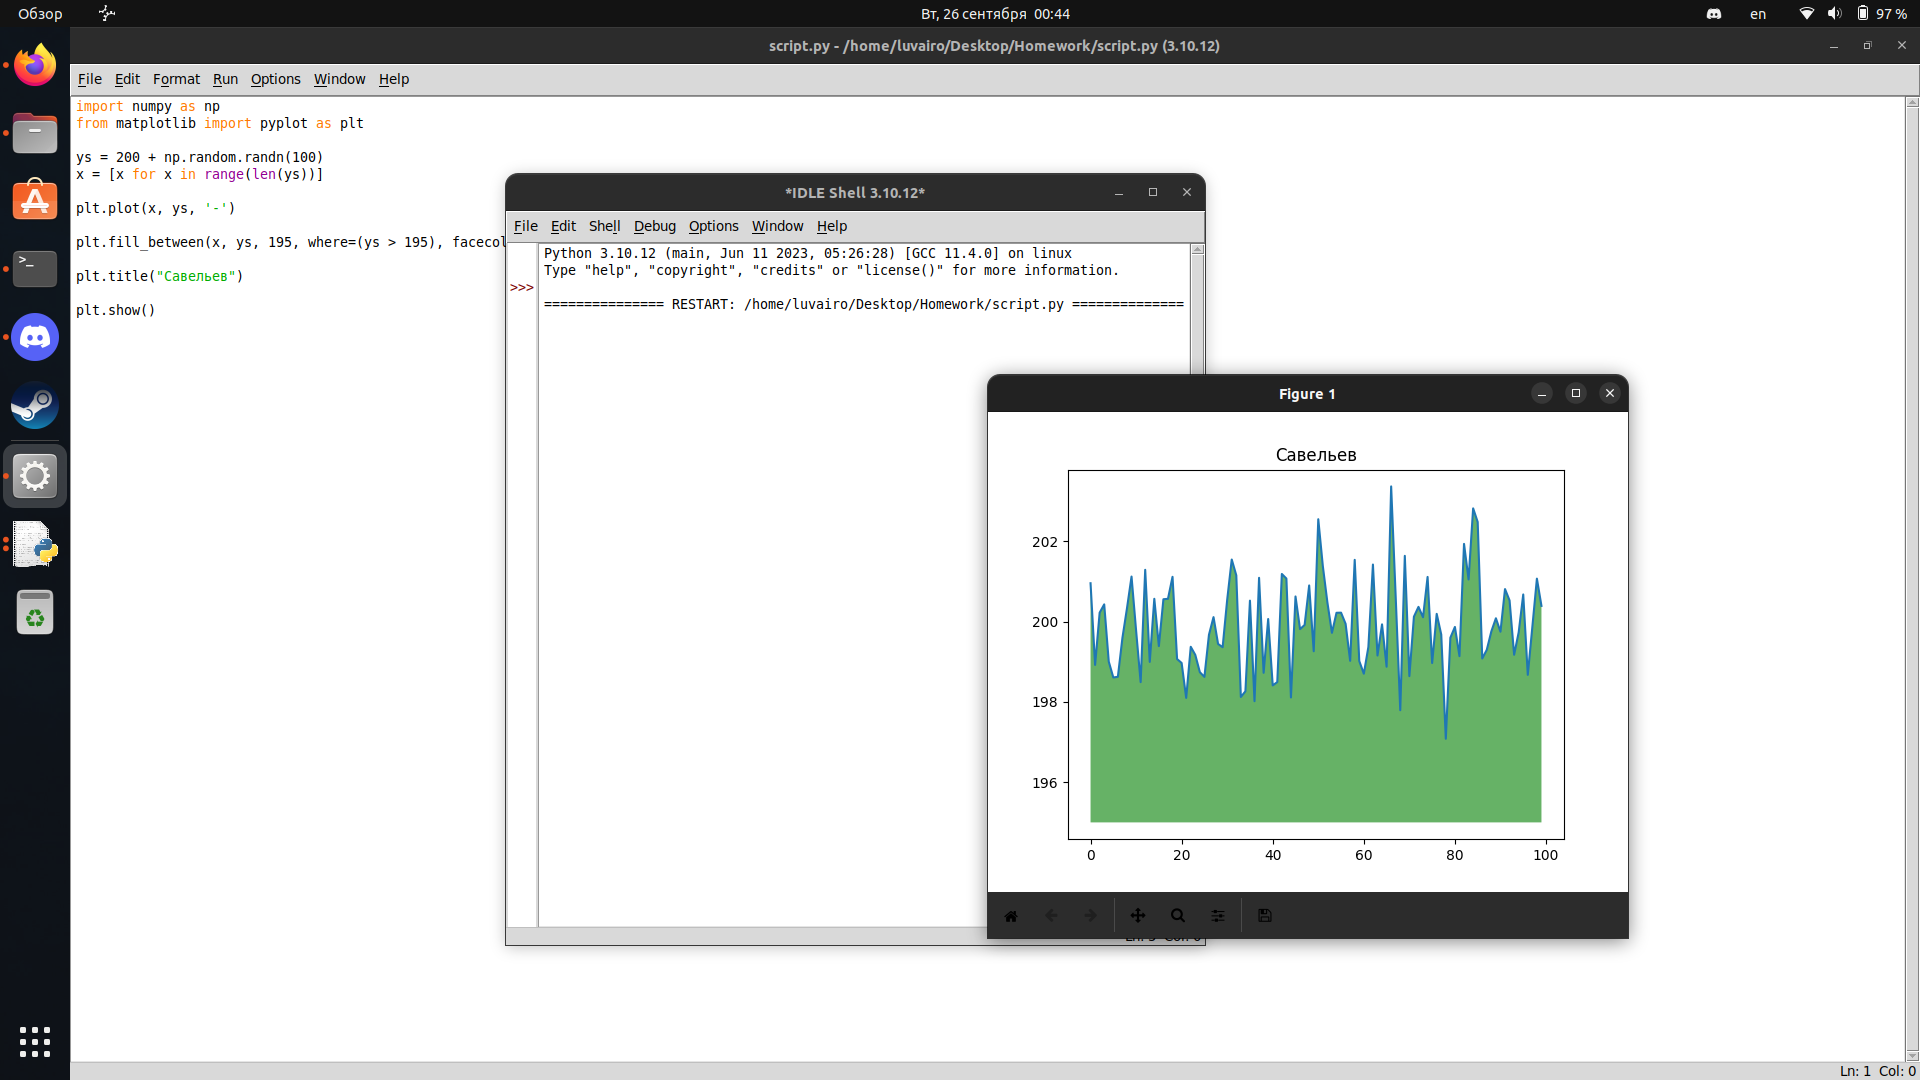 Обзор
Вт, 26 сентября 00:44
en
97 %
script.py - /home/luvairo/Desktop/Homework/script.py (3.10.12)
File Edit Format Run Options Window Help
import numpy as np
from matplotlib import pyplot as plt
ys = 200 + np.random.randn(100)
x = [x for x in range(len(ys))]
plt.plot(x, ys, '-')
plt.fill_between(x, ys, 195, where=(ys > 195), facecol
plt.title("Савельев")
plt.show()
*IDLE Shell 3.10.12*
File Edit Shell Debug Options Window Help
Python 3.10.12 (main, Jun 11 2023, 05:26:28) [GCC 11.4.0] on linux
Type "help", "copyright", "credits" or "license()" for more information.
>>>
=============== RESTART: /home/luvairo/Desktop/Homework/script.py ==============
Figure 1
Савельев
202
200
198
196
0 20 40 60 80 100
Ln: 1 Col: 0